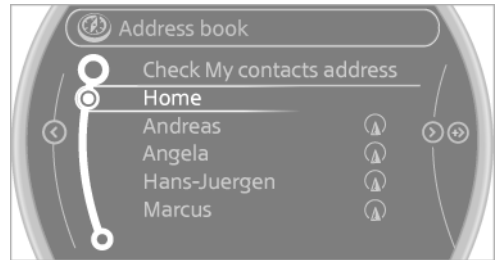 Address book
Check My contacts address
Home
Andreas
Angela
Hans-Juergen
Marcus